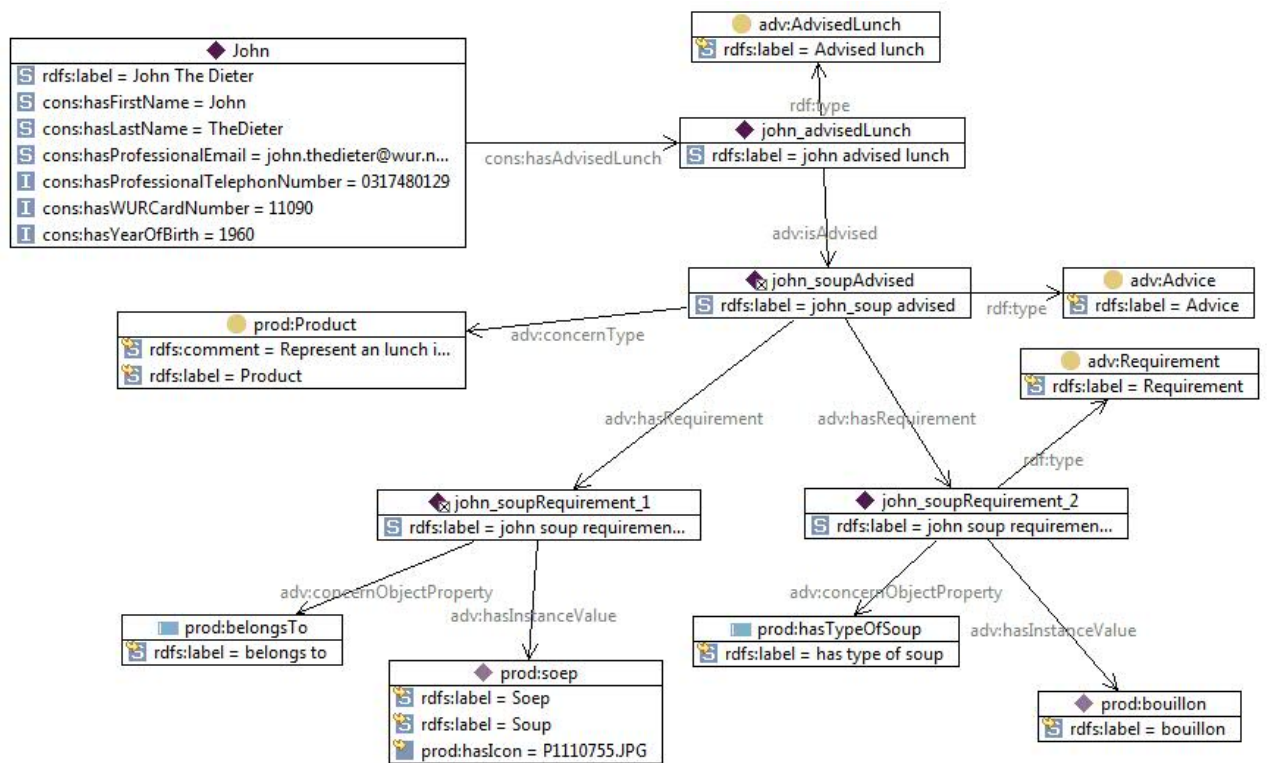 adv:AdvisedLunch
rdfs:label = Advised lunch
John
rdfs:label = John The Dieter
cons:hasFirstName = John
cons:hasLastName = TheDieter
cons:hasProfessionalEmail = john.thedieter@wur.n...
cons:hasProfessionalTelephonNumber = 0317480129
cons:hasWURCardNumber = 11090
cons:hasYearOfBirth = 1960
rdf:type
john_advisedLunch
rdfs:label = john advised lunch
cons:hasAdvisedLunch
adv:isAdvised
john_soupAdvised
rdfs:label = john_soup advised
rdf:type
adv:Advice
rdfs:label = Advice
prod:Product
rdfs:comment = Represent an lunch i...
rdfs:label = Product
adv:concernType
adv:Requirement
rdfs:label = Requirement
adv:hasRequirement
adv:hasRequirement
rdf:type
john_soupRequirement_1
rdfs:label = john soup requiremen...
john_soupRequirement_2
rdfs:label = john soup requiremen...
adv:concernObjectProperty
adv:hasInstanceValue
adv:concernObjectProperty
adv:hasInstanceValue
prod:belongsTo
rdfs:label = belongs to
prod:hasTypeOfSoup
rdfs:label = has type of soup
prod:soep
rdfs:label = Soep
rdfs:label = Soup
prod:hasIcon = P1110755.JPG
prod:bouillon
rdfs:label = bouillon